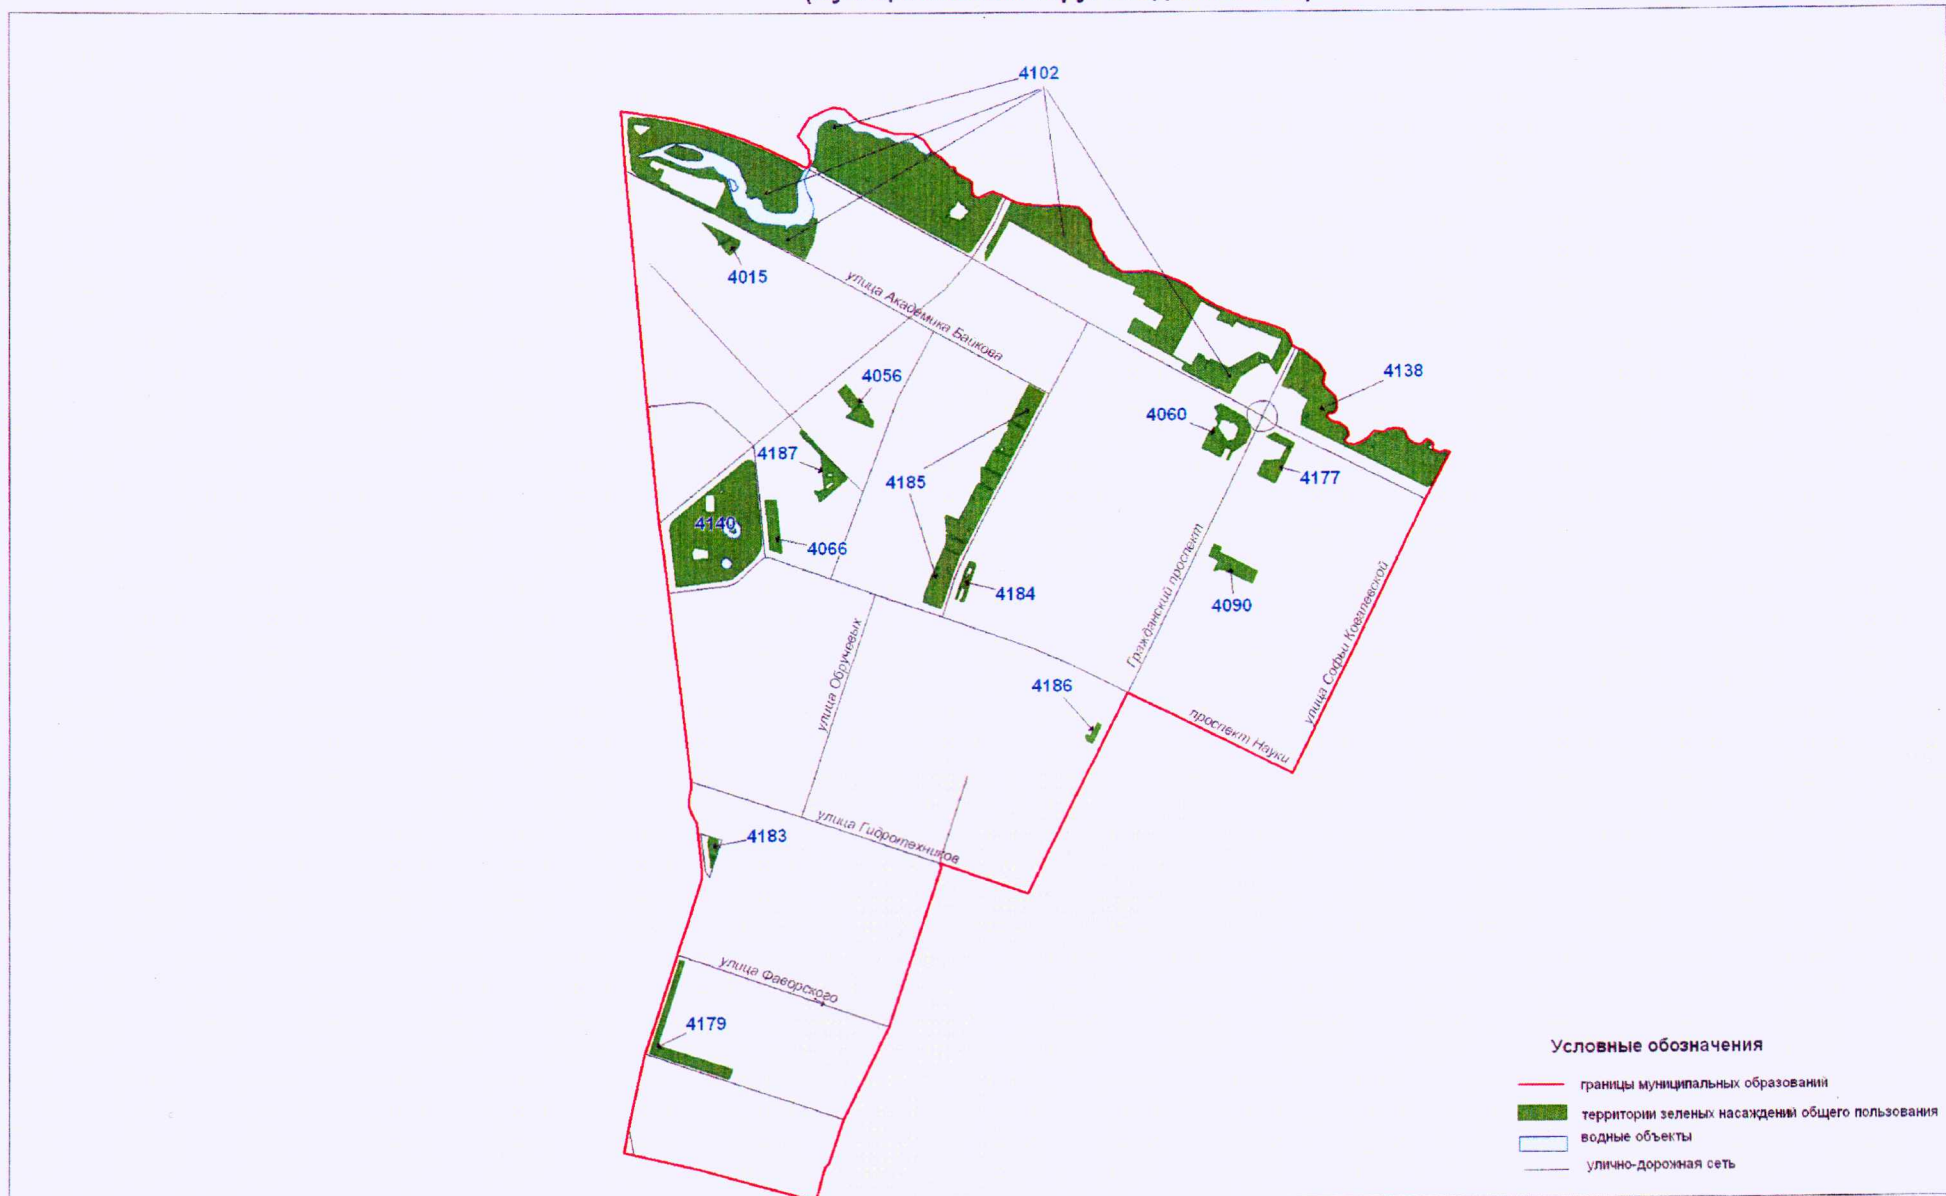 4102
4015
улица Академика Байкова
4056
4138
4060
4187
4177
4185
4140
4066
4184
4090
Гражданский проспект
улица Софьи Ковалевской
улица Обручевых
4186
проспект Науки
4183
улица Гидротехников
улица Фаворского
4179
Условные обозначения
границы муниципальных образований
территории зеленых насаждений общего пользования
водные объекты
улично-дорожная сеть